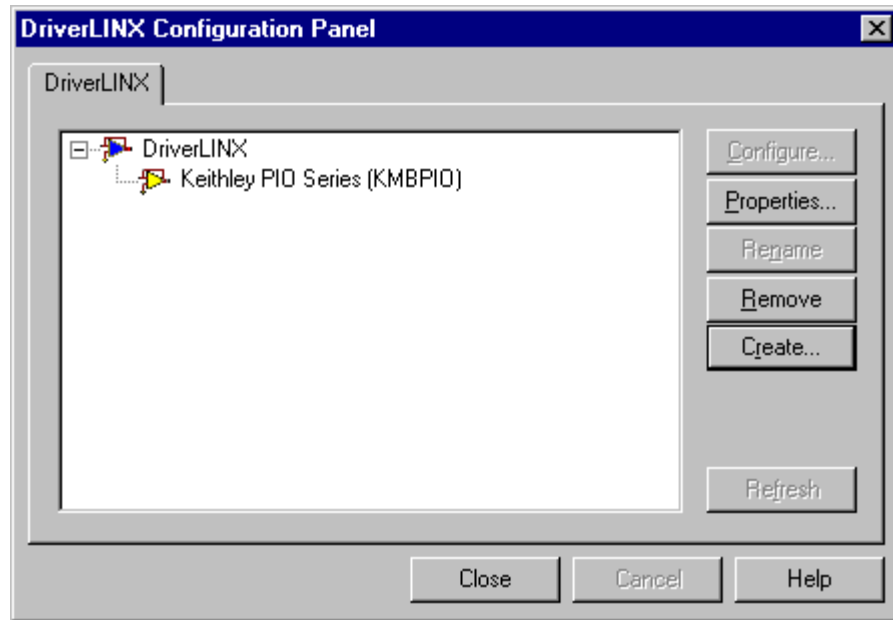 DriverLINX Configuration Panel
DriverLINX
DriverLINX
Keithley PIO Series (KMBPIO)
Configure...
Properties...
Rename
Remove
Create...
Refresh
Close
Cancel
Help